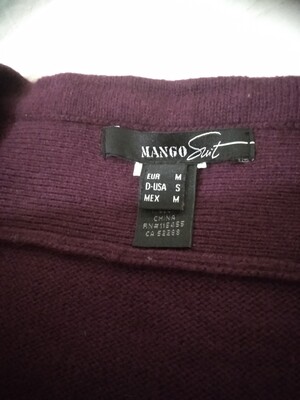 MANGO Suit
EUR M
D-USA S
MEX M
CHINA